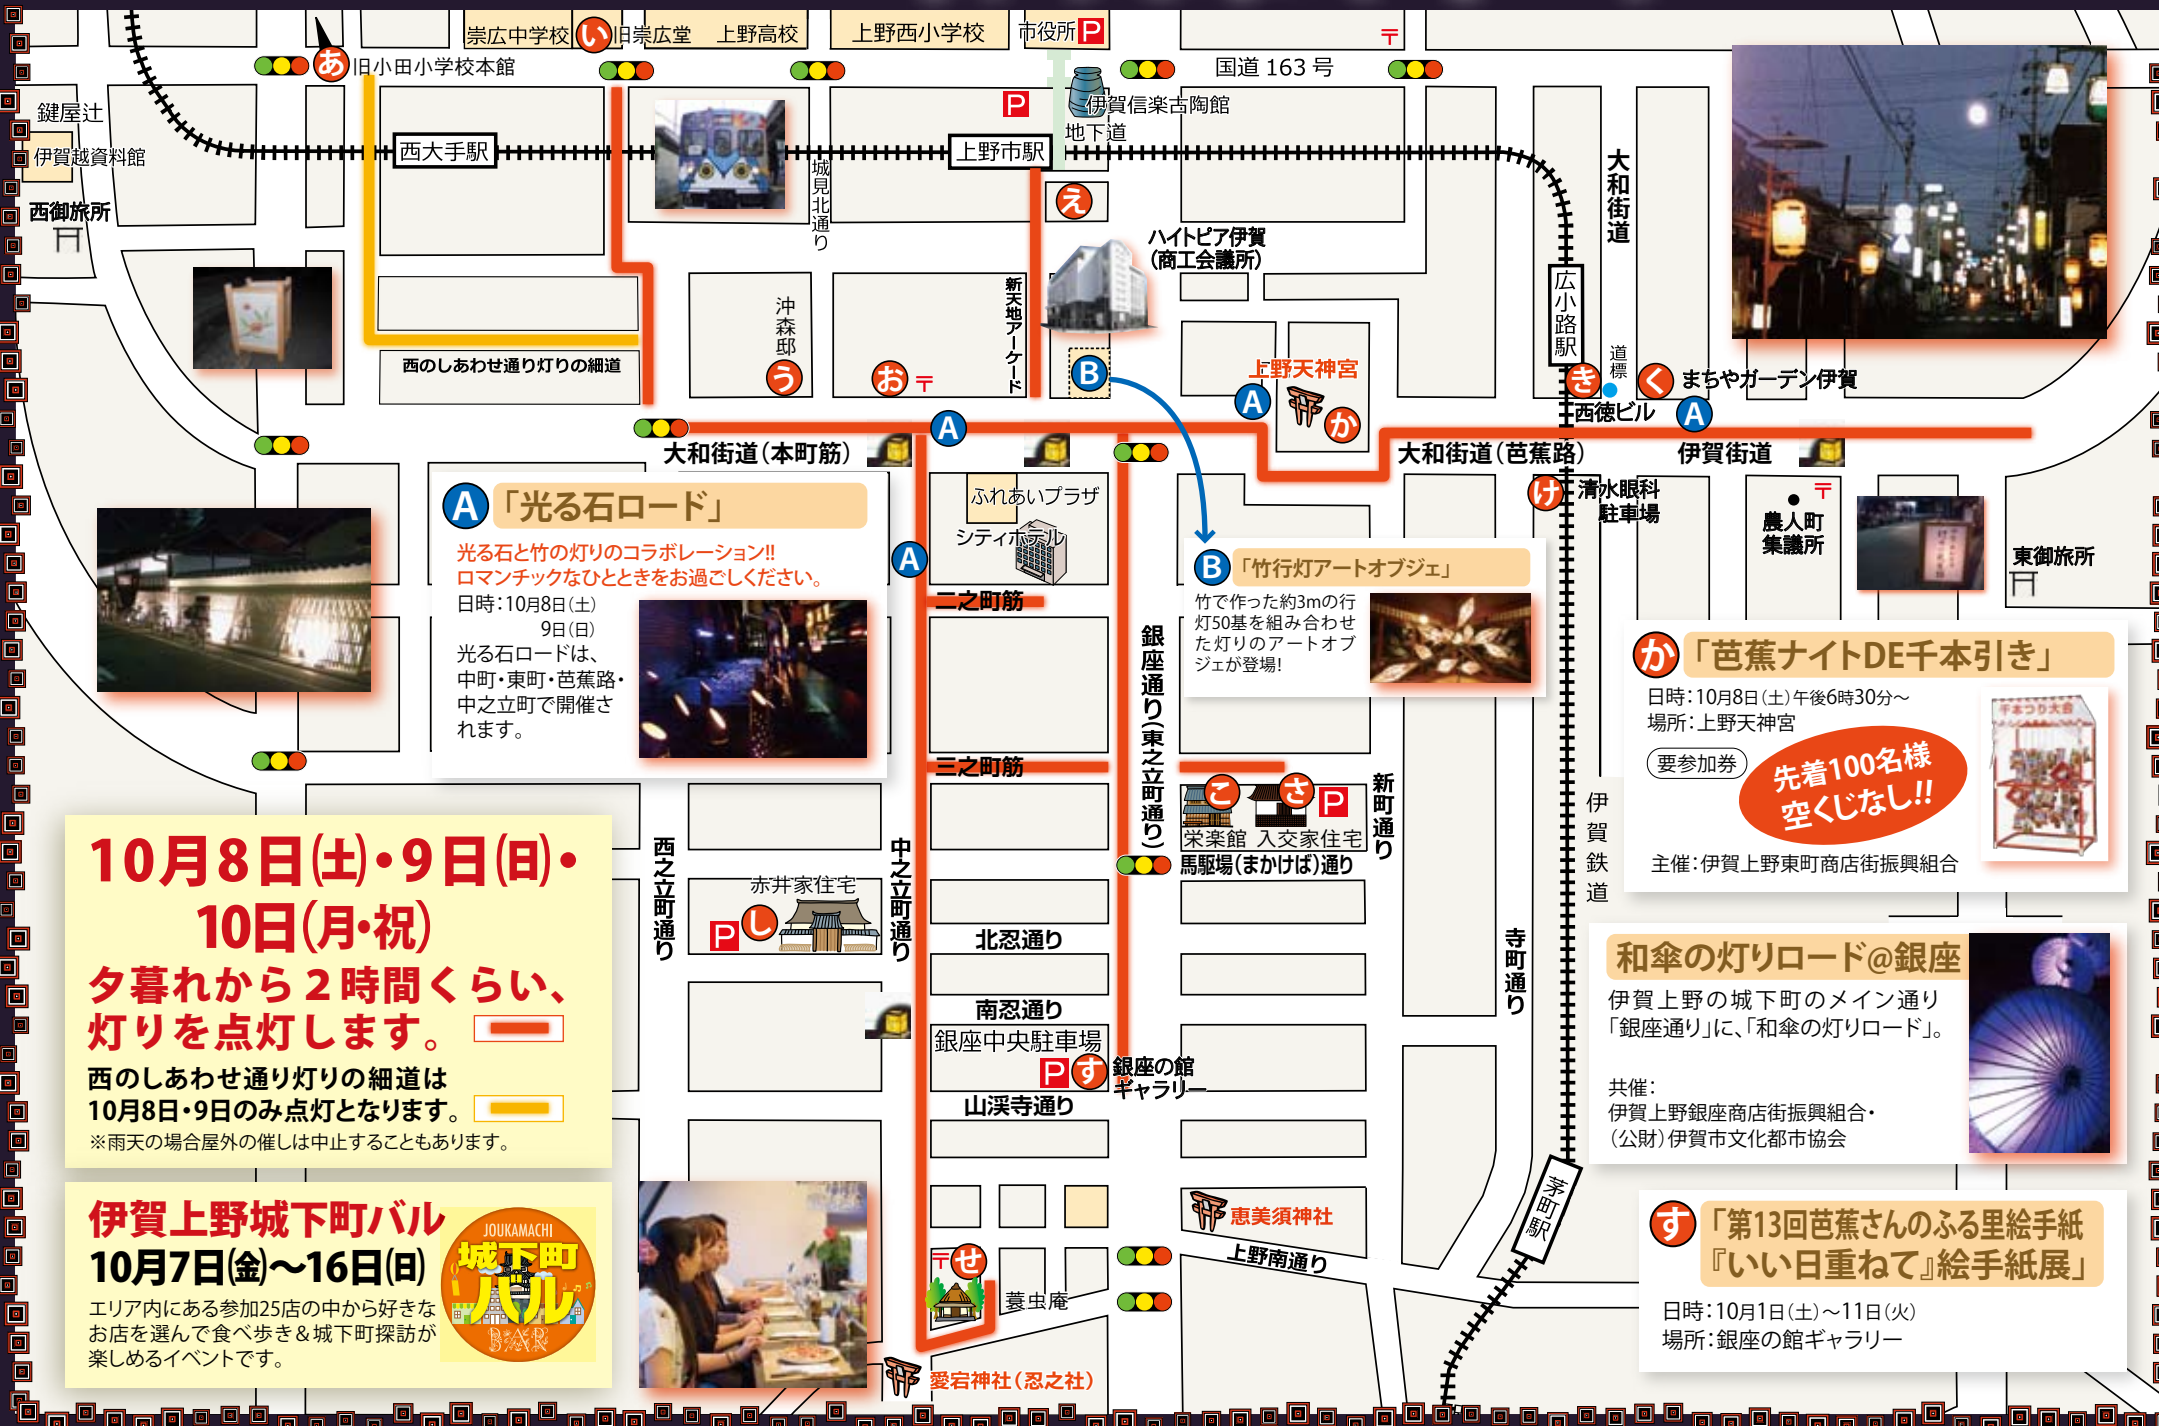 崇広中学校
い
旧崇広堂
上野高校
上野西小学校
市役所
P
〒
あ
旧小田小学校本館
国道163号
鍵屋辻
伊賀越資料館
西御旅所
西大手駅
城見北通り
上野市駅
P
伊賀信楽古陶館
地下道
え
ハイトピア伊賀
(商工会議所)
大和街道
広小路駅
道標
新天地アーケード
沖森邸
う
お
〒
B
西のしあわせ通り灯りの細道
上野天神宮
A
か
き
く
まちやガーデン伊賀
西徳ビル
A
A
大和街道(本町筋)
大和街道(芭蕉路)
伊賀街道
け
清水眼科
駐車場
農人町
集議所
〒
東御旅所
ふれあいプラザ
シティホテル
A
二之町筋
三之町筋
銀座通り(東之立町通り)
A
「光る石ロード」
光る石と竹の灯りのコラボレーション!!
ロマンチックなひとときをお過ごしください。
日時:10月8日(土)
9日(日)
光る石ロードは、
中町・東町・芭蕉路・
中之立町で開催さ
れます。
B
「竹行灯アートオブジェ」
竹で作った約3mの行
灯50基を組み合わせ
た灯りのアートオブ
ジェが登場!
か
「芭蕉ナイトDE千本引き」
日時:10月8日(土)午後6時30分〜
場所:上野天神宮
要参加券
先着100名様
空くじなし!!
千本つり大会
主催:伊賀上野東町商店街振興組合
こ
さ
P
栄楽館
入交家住宅
馬駆場(まかけば)通り
新町通り
伊賀鉄道
西之立町通り
中之立町通り
赤井家住宅
P
し
北忍通り
南忍通り
銀座中央駐車場
P
す
銀座の館
ギャラリー
山渓寺通り
寺町通り
茅町駅
恵美須神社
上野南通り
〒
せ
蓑虫庵
愛宕神社(忍之社)
10月8日(土)・9日(日)・
10日(月・祝)
夕暮れから2時間くらい、
灯りを点灯します。
西のしあわせ通り灯りの細道は
10月8日・9日のみ点灯となります。
※雨天の場合屋外の催しは中止することもあります。
伊賀上野城下町バル
10月7日(金)〜16日(日)
エリア内にある参加25店の中から好きな
お店を選んで食べ歩き&城下町探訪が
楽しめるイベントです。
JOUKAMACHI
城下町
バル
BAR
和傘の灯りロード@銀座
伊賀上野の城下町のメイン通り
「銀座通り」に、「和傘の灯りロード」。
共催:
伊賀上野銀座商店街振興組合・
(公財)伊賀市文化都市協会
す
「第13回芭蕉さんのふる里絵手紙
『いい日重ねて』絵手紙展」
日時:10月1日(土)〜11日(火)
場所:銀座の館ギャラリー